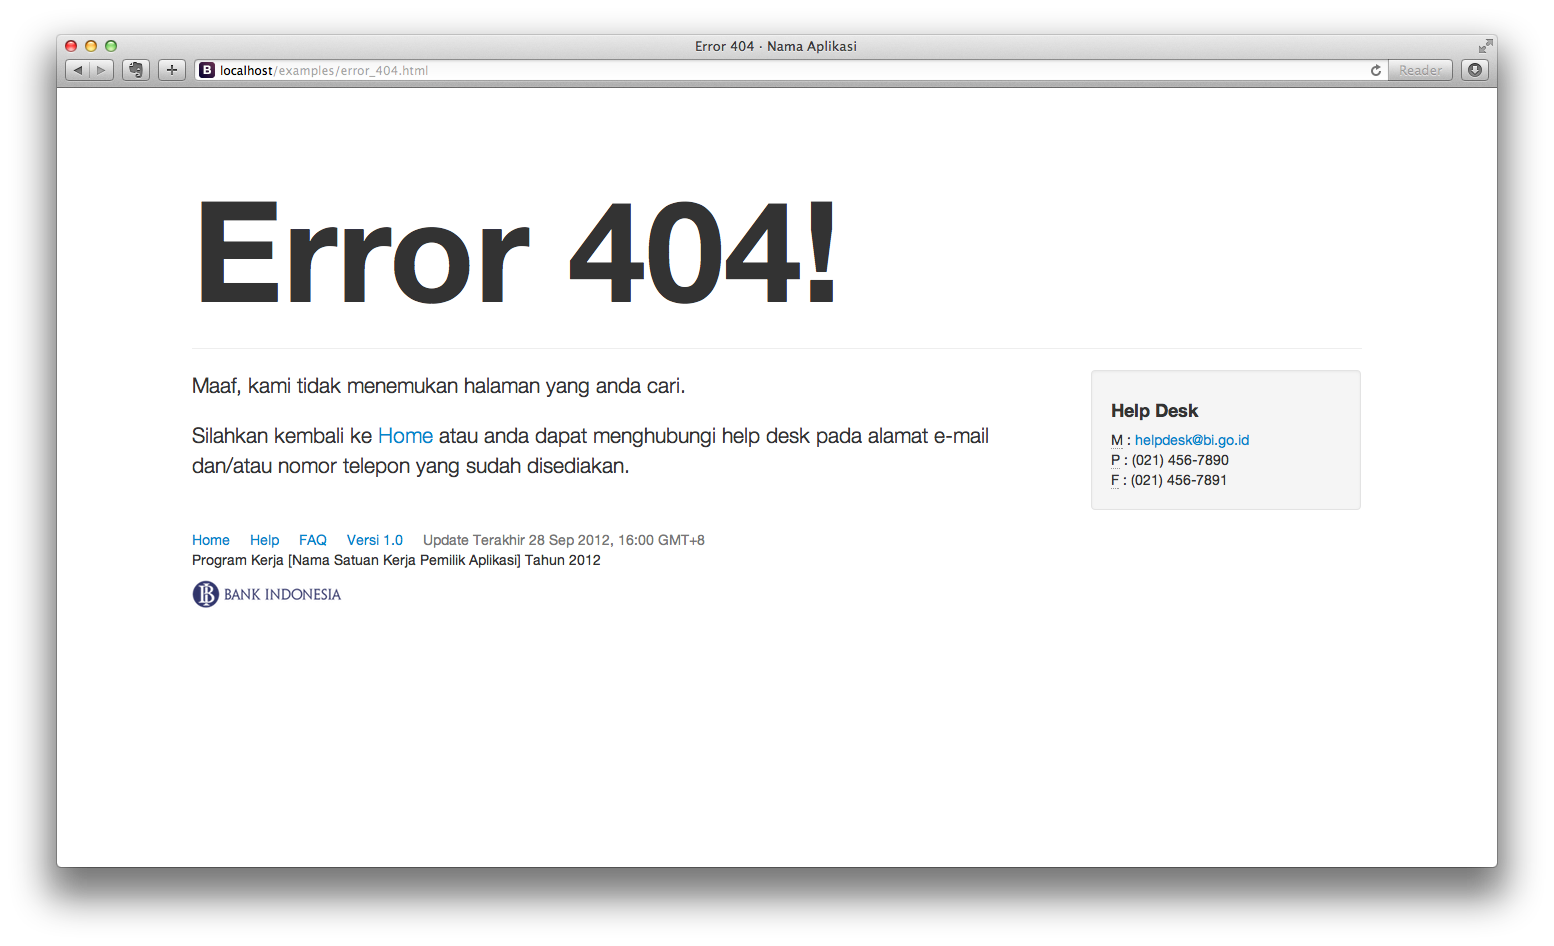 Error 404 · Nama Aplikasi
B localhost/examples/error_404.html
Reader
Error 404!
Maaf, kami tidak menemukan halaman yang anda cari.
Silahkan kembali ke Home atau anda dapat menghubungi help desk pada alamat e-mail
dan/atau nomor telepon yang sudah disediakan.
Help Desk
M : helpdesk@bi.go.id
P : (021) 456-7890
F : (021) 456-7891
Home Help FAQ Versi 1.0 Update Terakhir 28 Sep 2012, 16:00 GMT+8
Program Kerja [Nama Satuan Kerja Pemilik Aplikasi] Tahun 2012
BANK INDONESIA